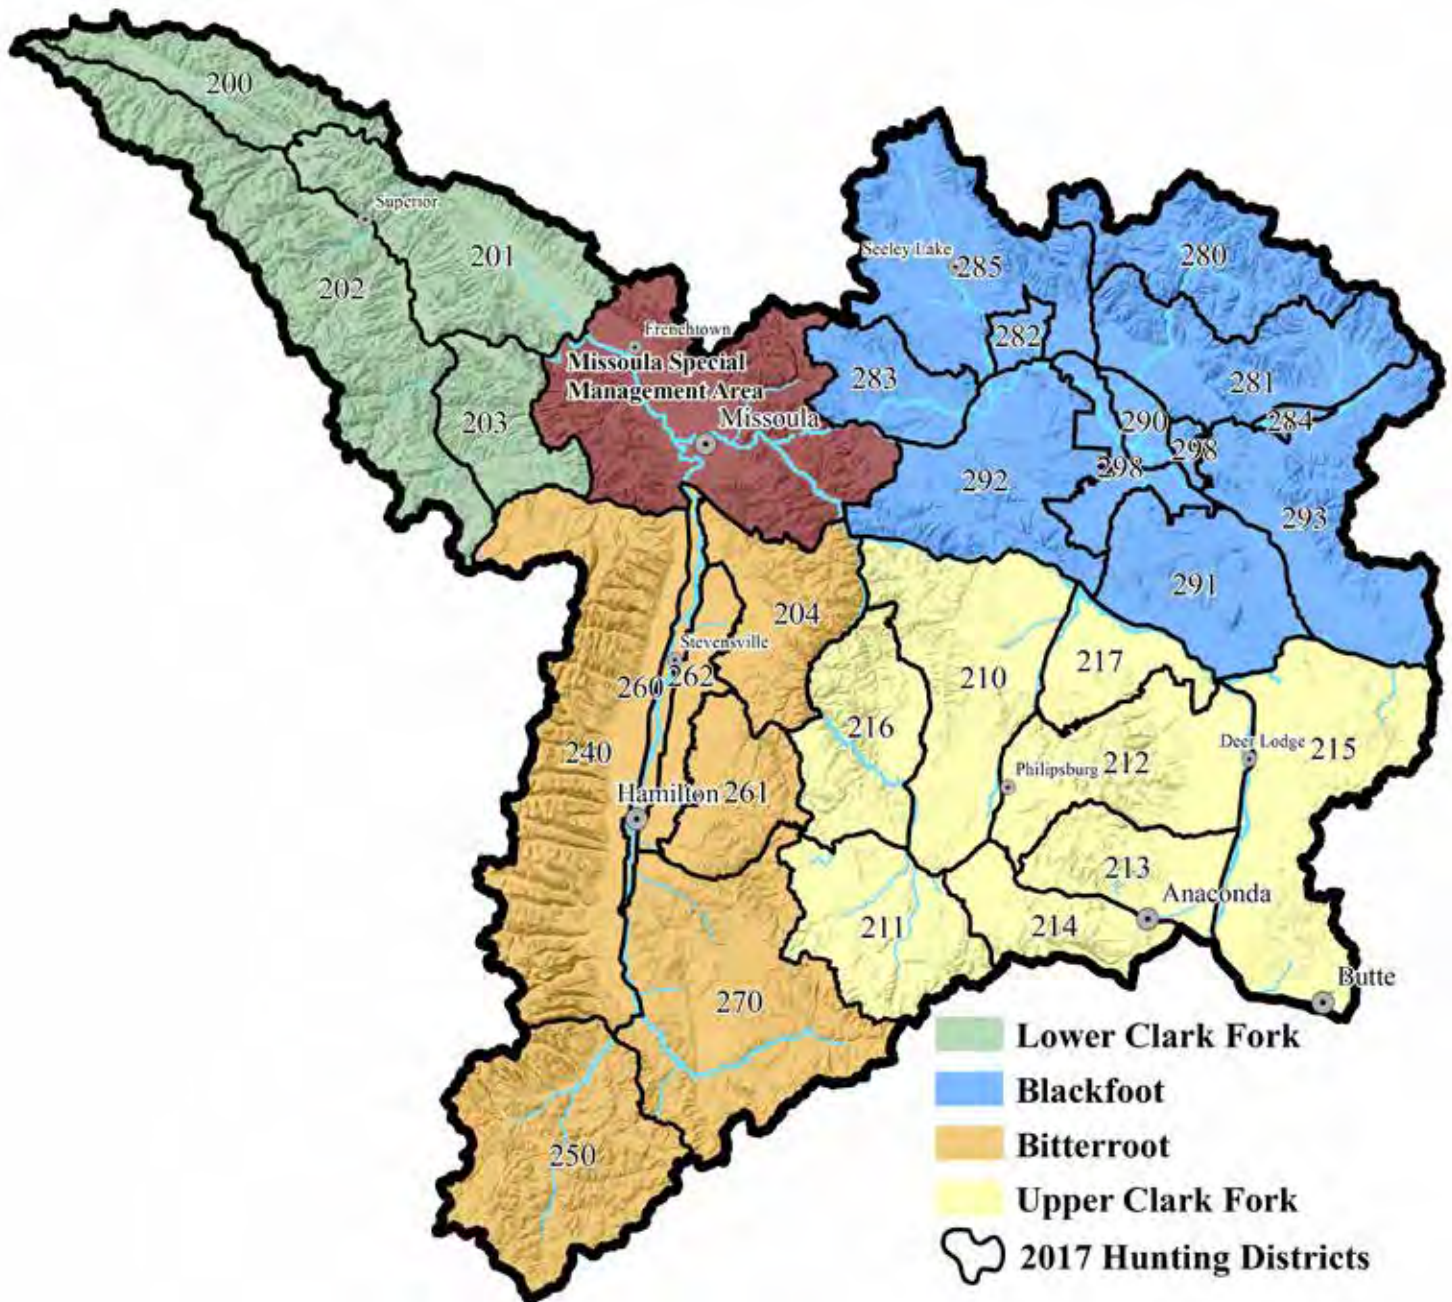 200
Superior
201
202
Seeley Lake
285
280
Frenchtown
Missoula Special
Management Area
282
283
281
203
Missoula
290
284
298
298
292
293
291
204
Stevensville
260
262
210
217
216
240
Deer Lodge
215
Philipsburg
212
Hamilton
261
213
Anaconda
211
214
Butte
270
250
Lower Clark Fork
Blackfoot
Bitterroot
Upper Clark Fork
2017 Hunting Districts